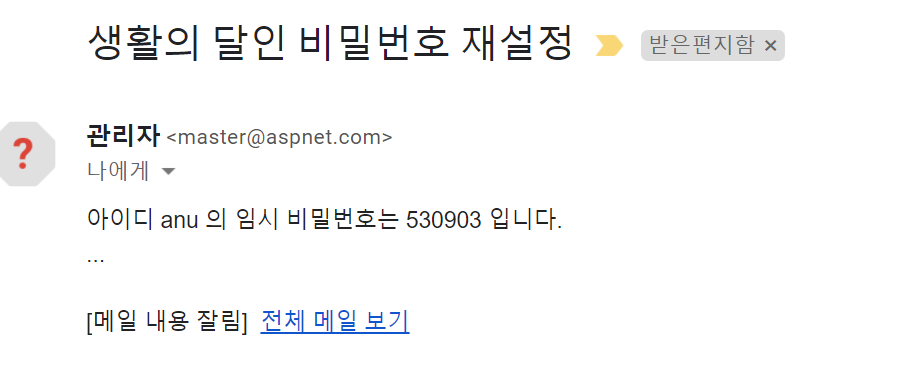 생활의 달인 비밀번호 재설정 받은편지함 ×
?
관리자 <master@aspnet.com>
나에게
아이디 anu 의 임시 비밀번호는 530903 입니다.
...
[메일 내용 잘림] 전체 메일 보기